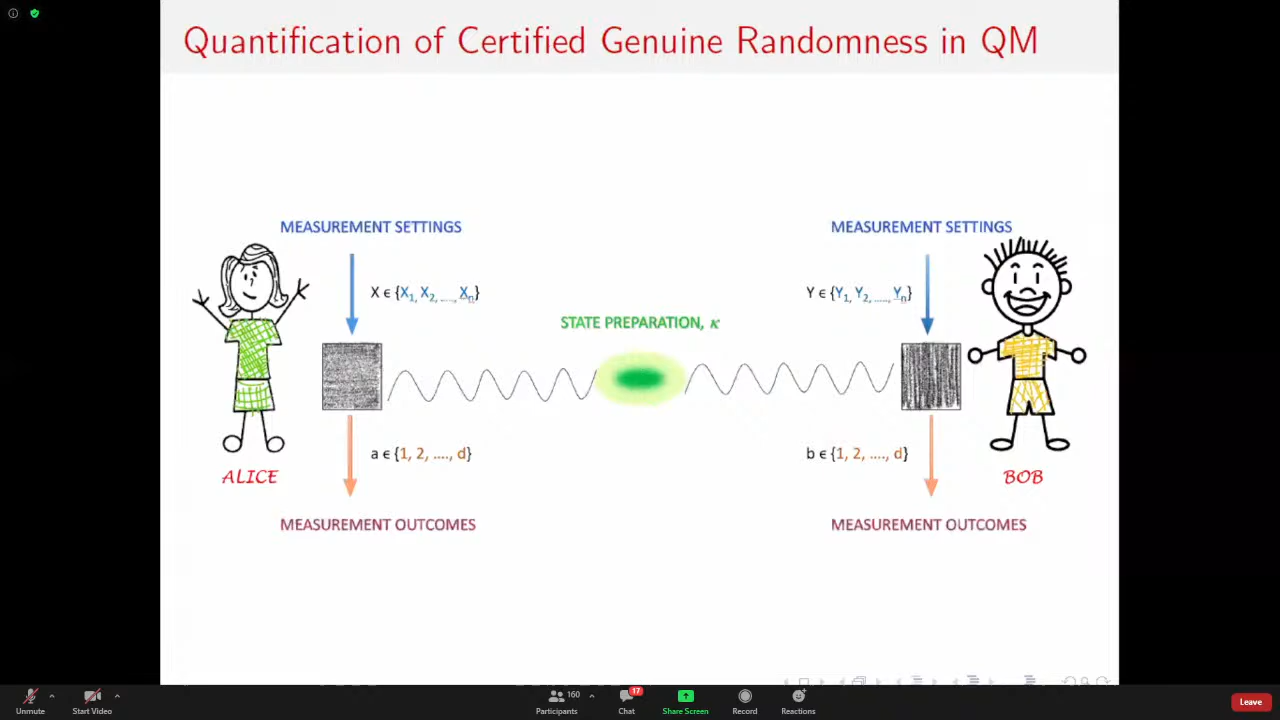 Quantification of Certified Genuine Randomness in QM
MEASUREMENT SETTINGS
MEASUREMENT SETTINGS
X ϵ {X1, X2, ...., Xn}
Y ϵ {Y1, Y2, ....., Yn}
STATE PREPARATION, κ
a ϵ {1, 2, ...., d}
b ϵ {1, 2, ...., d}
ALICE
BOB
MEASUREMENT OUTCOMES
MEASUREMENT OUTCOMES
160
17
Unmute
Start Video
Participants
Chat
Share Screen
Record
Reactions
Leave